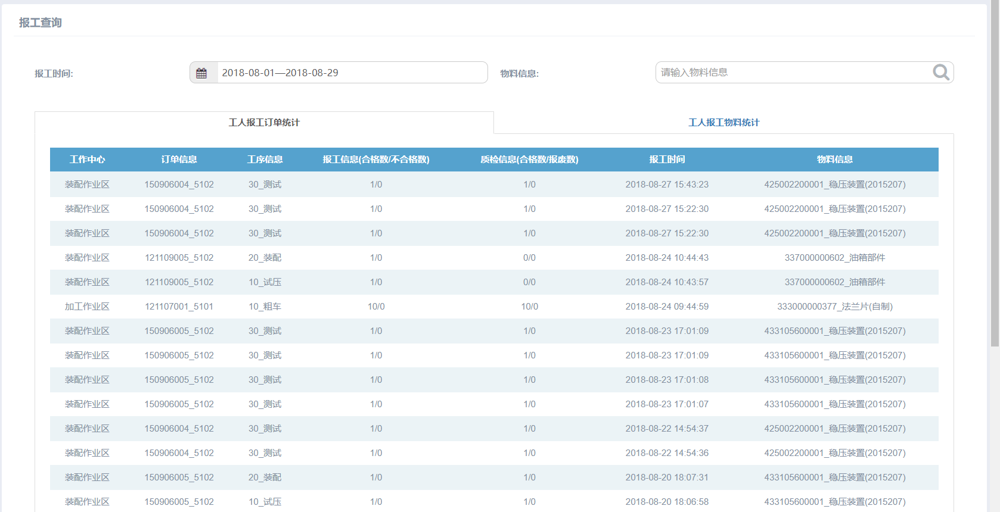 报工查询
报工时间: 2018-08-01—2018-08-29 物料信息: 请输入物料信息
工人报工订单统计 工人报工物料统计
工作中心 订单信息 工序信息 报工信息(合格数/不合格数) 质检信息(合格数/报废数) 报工时间 物料信息
装配作业区 150906004_5102 30_测试 1/0 1/0 2018-08-27 15:43:23 425002200001_稳压装置(2015207)
装配作业区 150906004_5102 30_测试 1/0 1/0 2018-08-27 15:22:30 425002200001_稳压装置(2015207)
装配作业区 150906004_5102 30_测试 1/0 1/0 2018-08-27 15:22:30 425002200001_稳压装置(2015207)
装配作业区 121109005_5102 20_装配 1/0 0/0 2018-08-24 10:44:43 337000000602_油箱部件
装配作业区 121109005_5102 10_试压 1/0 0/0 2018-08-24 10:43:57 337000000602_油箱部件
加工作业区 121107001_5101 10_粗车 10/0 10/0 2018-08-24 09:44:59 333000000377_法兰片(自制)
装配作业区 150906005_5102 30_测试 1/0 1/0 2018-08-23 17:01:09 433105600001_稳压装置(2015207)
装配作业区 150906005_5102 30_测试 1/0 1/0 2018-08-23 17:01:09 433105600001_稳压装置(2015207)
装配作业区 150906005_5102 30_测试 1/0 1/0 2018-08-23 17:01:08 433105600001_稳压装置(2015207)
装配作业区 150906005_5102 30_测试 1/0 1/0 2018-08-23 17:01:07 433105600001_稳压装置(2015207)
装配作业区 150906004_5102 30_测试 1/0 1/0 2018-08-22 14:54:37 425002200001_稳压装置(2015207)
装配作业区 150906004_5102 30_测试 1/0 1/0 2018-08-22 14:54:36 425002200001_稳压装置(2015207)
装配作业区 150906005_5102 20_装配 1/0 1/0 2018-08-20 18:07:31 433105600001_稳压装置(2015207)
装配作业区 150906005_5102 10_试压 1/0 1/0 2018-08-20 18:06:58 433105600001_稳压装置(2015207)